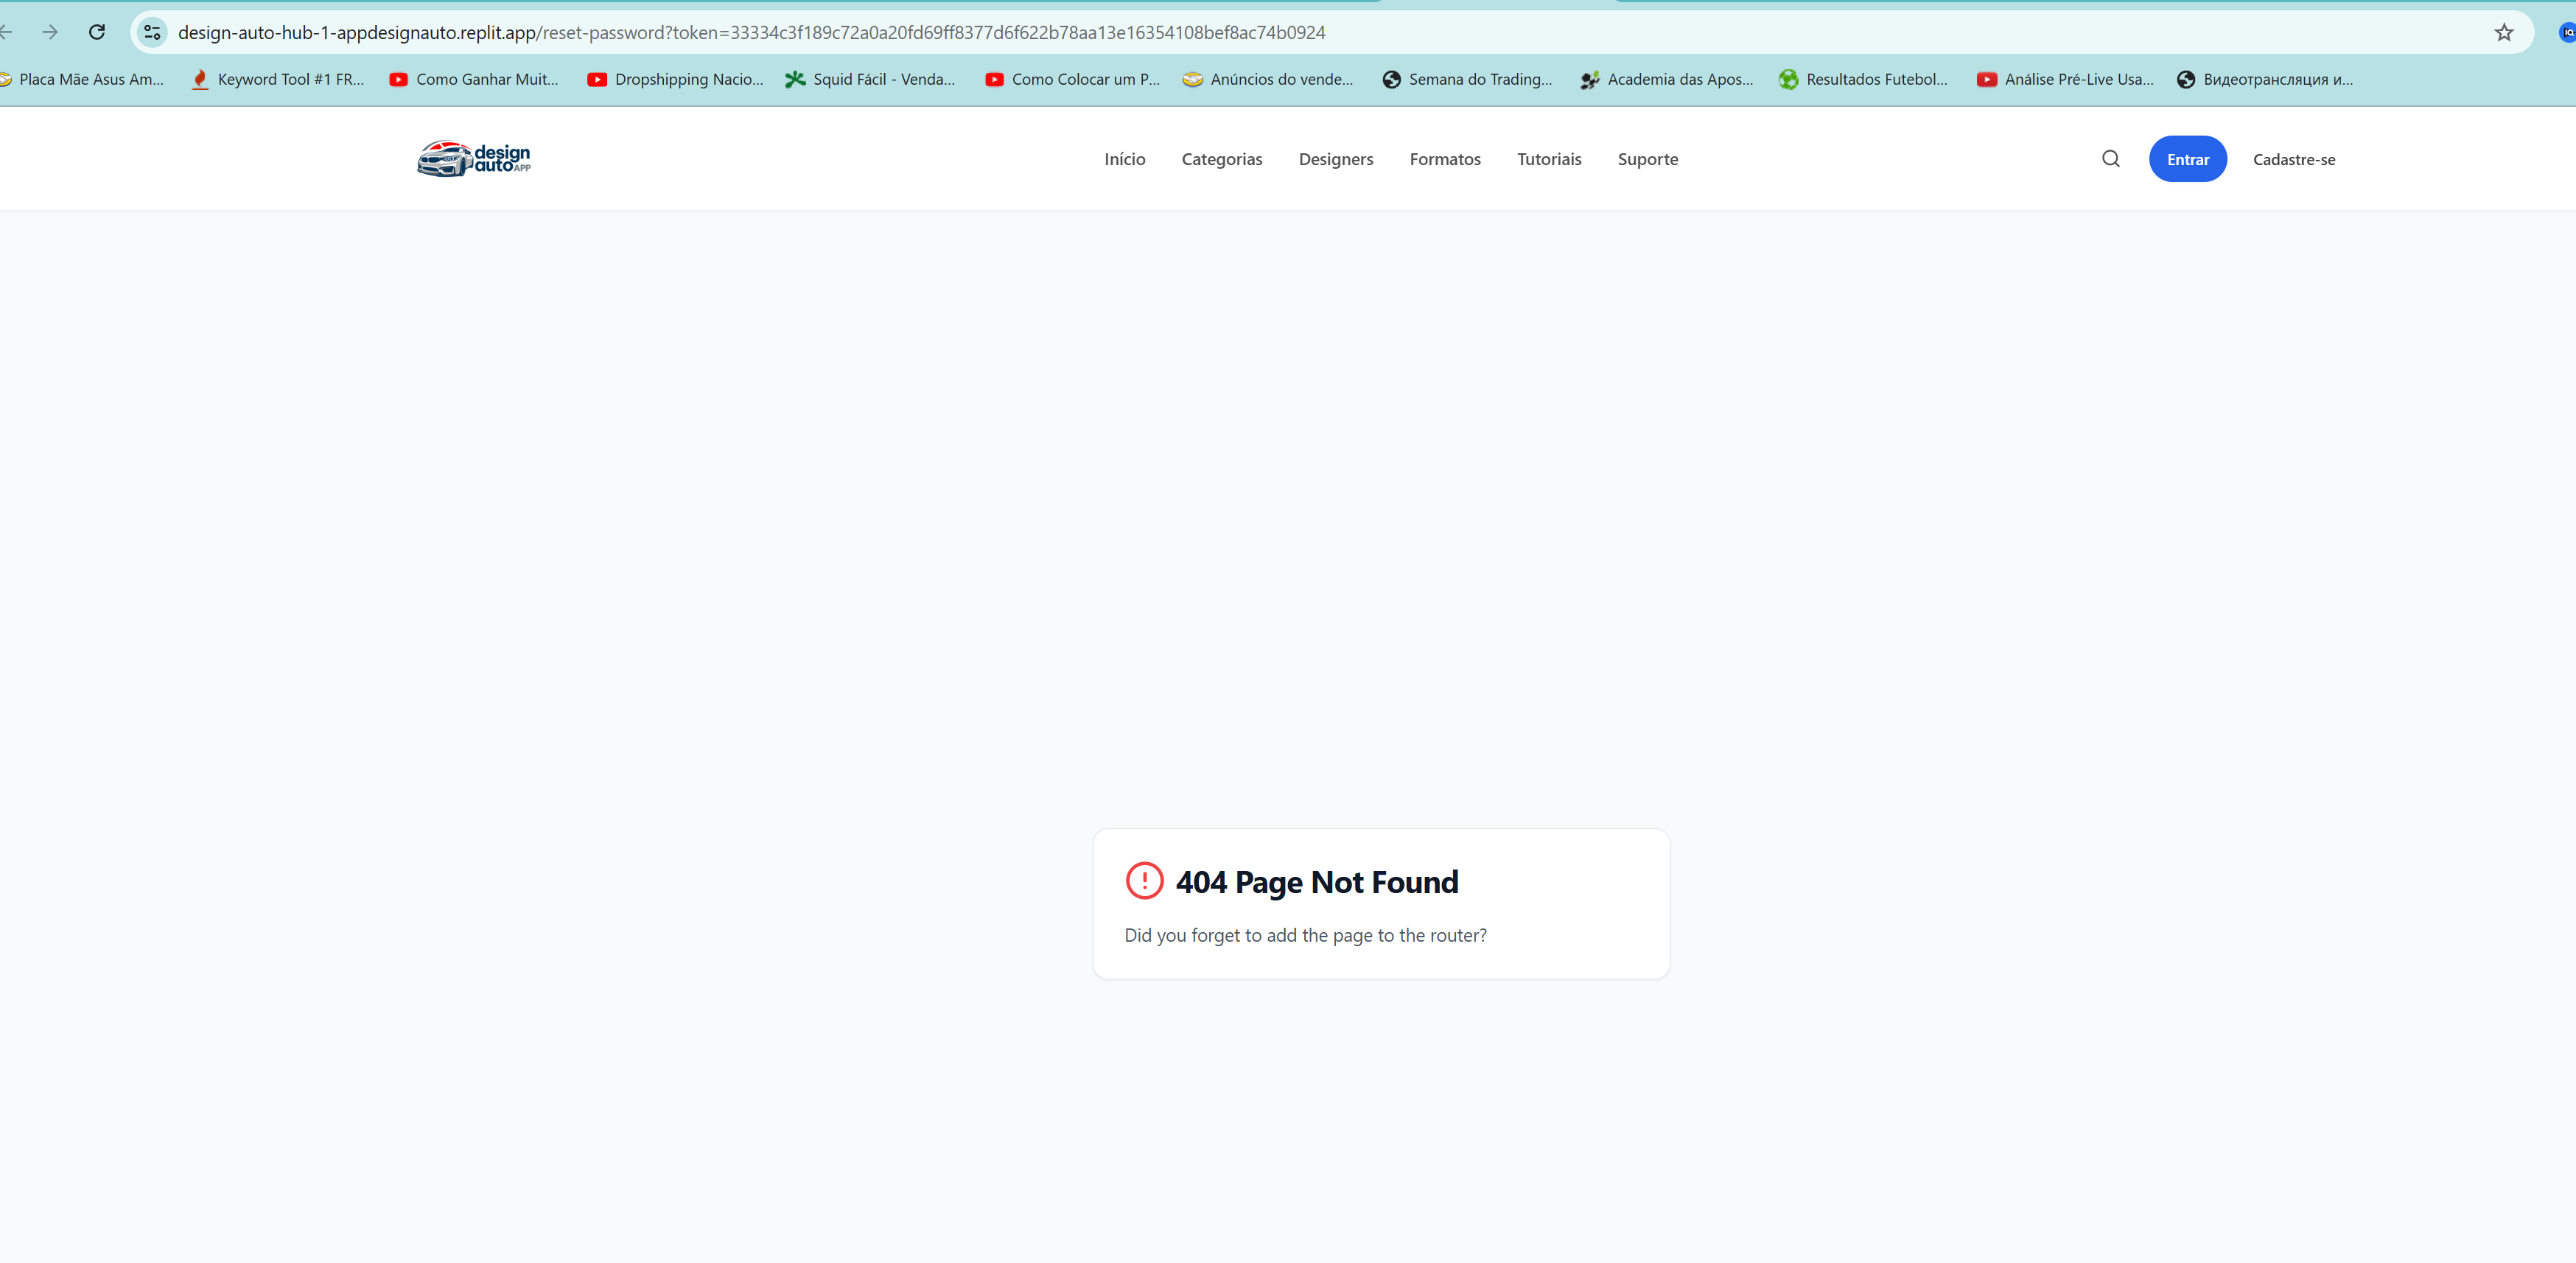 design-auto-hub-1-appdesignauto.replit.app/reset-password?token=33334c3f189c72a0a20fd69ff8377d6f622b78aa13e16354108bef8ac74b0924
Placa Mãe Asus Am... Keyword Tool #1 FR... Como Ganhar Muit... Dropshipping Nacio... Squid Fácil - Venda... Como Colocar um P... Anúncios do vende... Semana do Trading... Academia das Apos... Resultados Futebol... Análise Pré-Live Usa... Видеотрансляция и...
design
auto APP
Início Categorias Designers Formatos Tutoriais Suporte Entrar Cadastre-se
404 Page Not Found
Did you forget to add the page to the router?